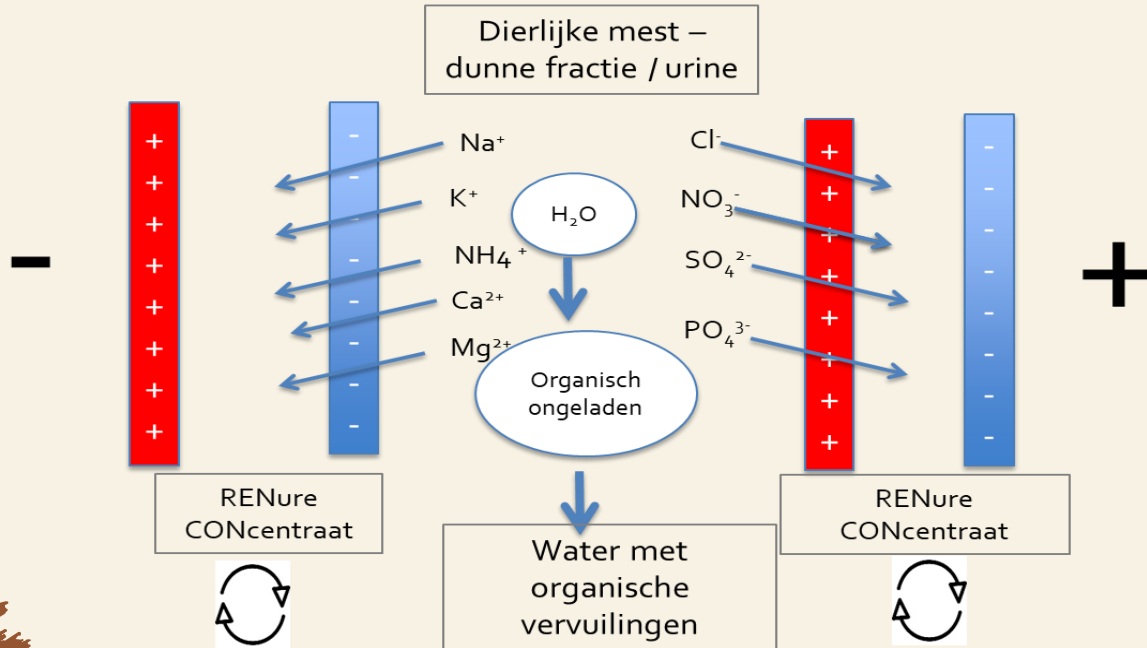 Dierlijke mest –
dunne fractie / urine
-
+
+
+
+
+
+
+
+
-
-
-
-
-
-
-
-
Na⁺
K⁺
NH4 ⁺
Ca²⁺
Mg²⁺
H₂O
Organisch
ongeladen
Cl⁻
NO₃⁻
SO₄²⁻
PO₄³⁻
+
+
+
+
+
+
+
+
-
-
-
-
-
-
-
-
+
RENure
CONcentraat
Water met
organische
vervuilingen
RENure
CONcentraat